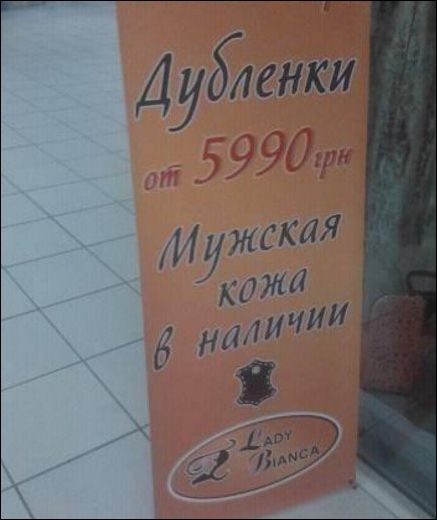 Дубленки
от 5990 грн
Мужская
кожа
в наличии
LADY
BIANCA